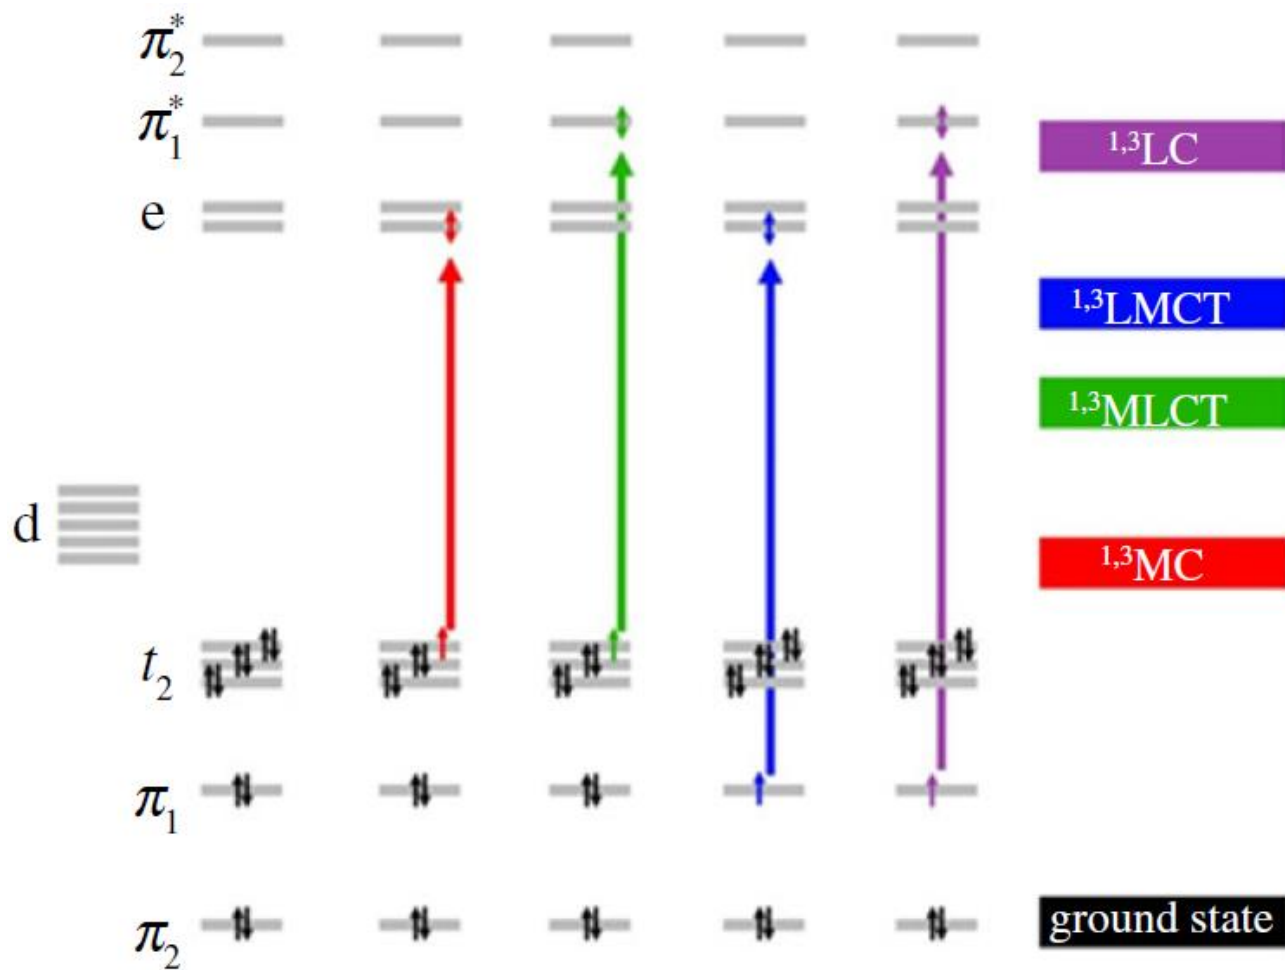 π₂*
π₁*
e
d
t₂
π₁
π₂
¹,³LC
¹,³LMCT
¹,³MLCT
¹,³MC
ground state